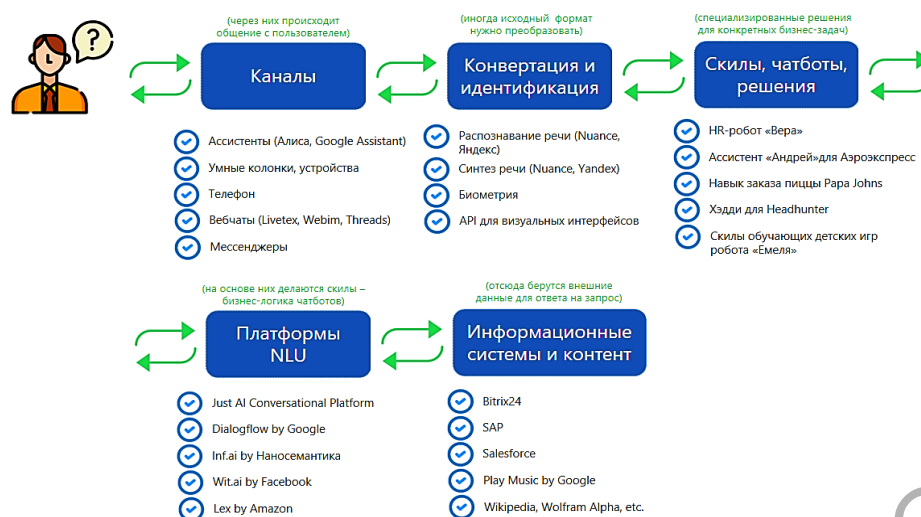 (через них происходит
общение с пользователем)
Каналы
Ассистенты (Алиса, Google Assistant)
Умные колонки, устройства
Телефон
Вебчаты (Livetex, Webim, Threads)
Мессенджеры
(иногда исходный формат
нужно преобразовать)
Конвертация и
идентификация
Распознавание речи (Nuance,
Яндекс)
Синтез речи (Nuance, Yandex)
Биометрия
API для визуальных интерфейсов
(специализированные решения
для конкретных бизнес-задач)
Скилы, чатботы,
решения
HR-робот «Вера»
Ассистент «Андрей»для Аэроэкспресс
Навык заказа пиццы Papa Johns
Хэдди для Headhunter
Скилы обучающих детских игр
робота «Емеля»
(на основе них делаются скилы –
бизнес-логика чатботов)
Платформы
NLU
Just AI Conversational Platform
Dialogflow by Google
Inf.ai by Наносемантика
Wit.ai by Facebook
Lex by Amazon
(отсюда берутся внешние
данные для ответа на запрос)
Информационные
системы и контент
Bitrix24
SAP
Salesforce
Play Music by Google
Wikipedia, Wolfram Alpha, etc.